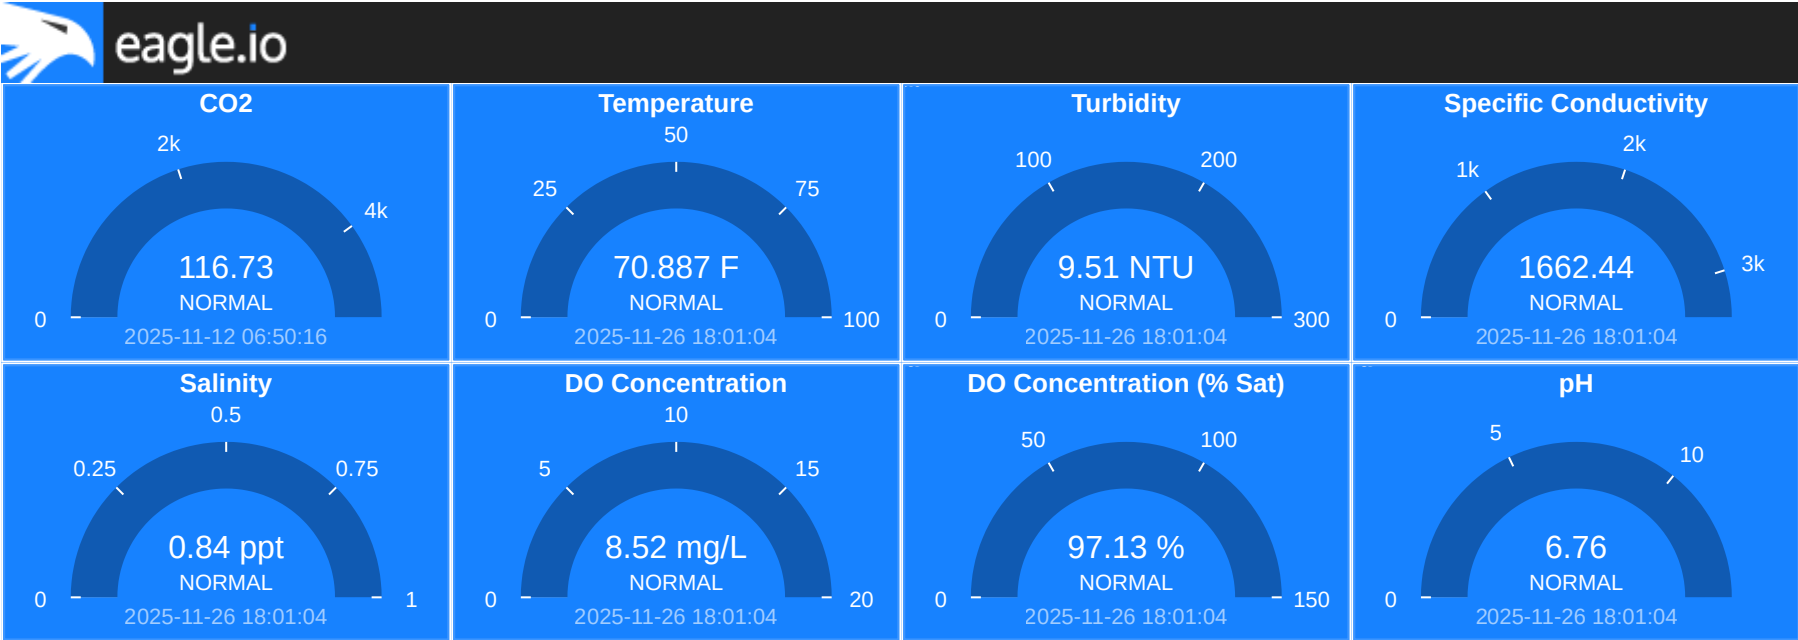 eagle.io
CO2
2k
4k
116.73
NORMAL
0
2025-11-12 06:50:16
Temperature
50
25
75
70.887 F
NORMAL
0
100
2025-11-26 18:01:04
Turbidity
100
200
9.51 NTU
NORMAL
0
300
2025-11-26 18:01:04
Specific Conductivity
2k
1k
3k
1662.44
NORMAL
0
2025-11-26 18:01:04
Salinity
0.5
0.25
0.75
0.84 ppt
NORMAL
0
1
2025-11-26 18:01:04
DO Concentration
10
5
15
8.52 mg/L
NORMAL
0
20
2025-11-26 18:01:04
DO Concentration (% Sat)
50
100
97.13 %
NORMAL
0
150
2025-11-26 18:01:04
pH
5
10
6.76
NORMAL
0
2025-11-26 18:01:04